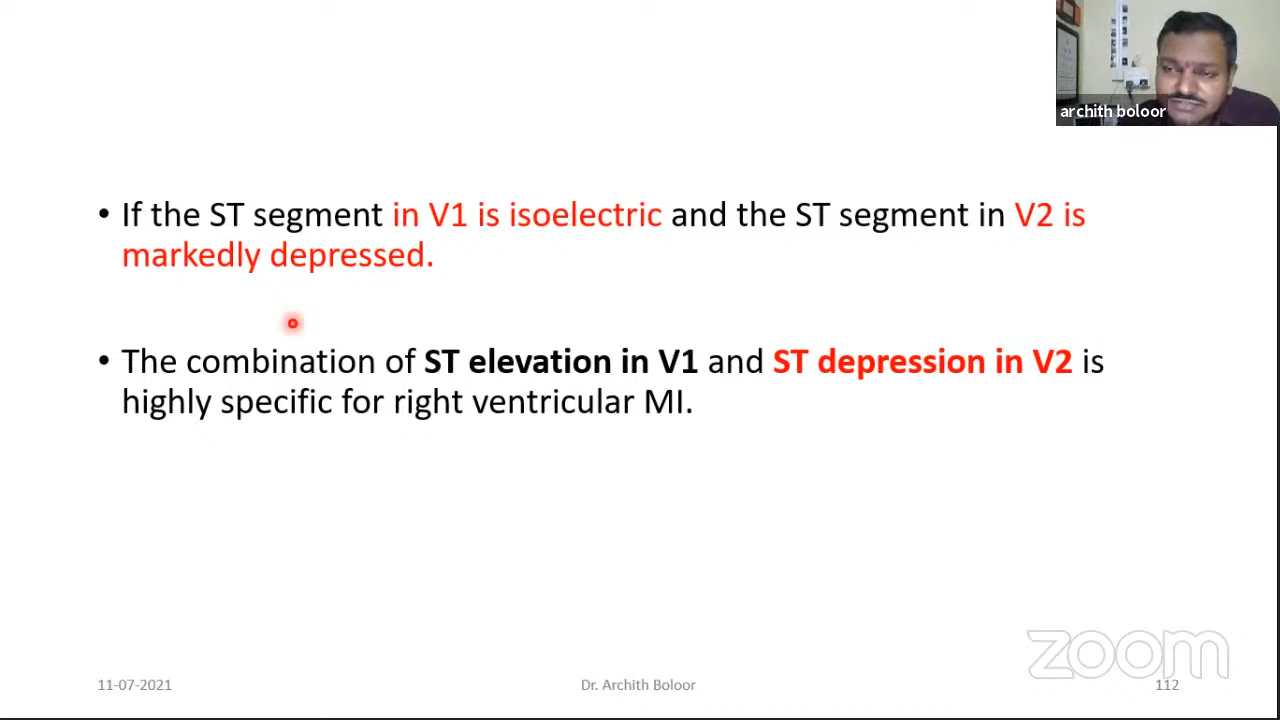 archith boloor
• If the ST segment in V1 is isoelectric and the ST segment in V2 is
markedly depressed.
• The combination of ST elevation in V1 and ST depression in V2 is
highly specific for right ventricular MI.
zoom
11-07-2021
Dr. Archith Boloor
112